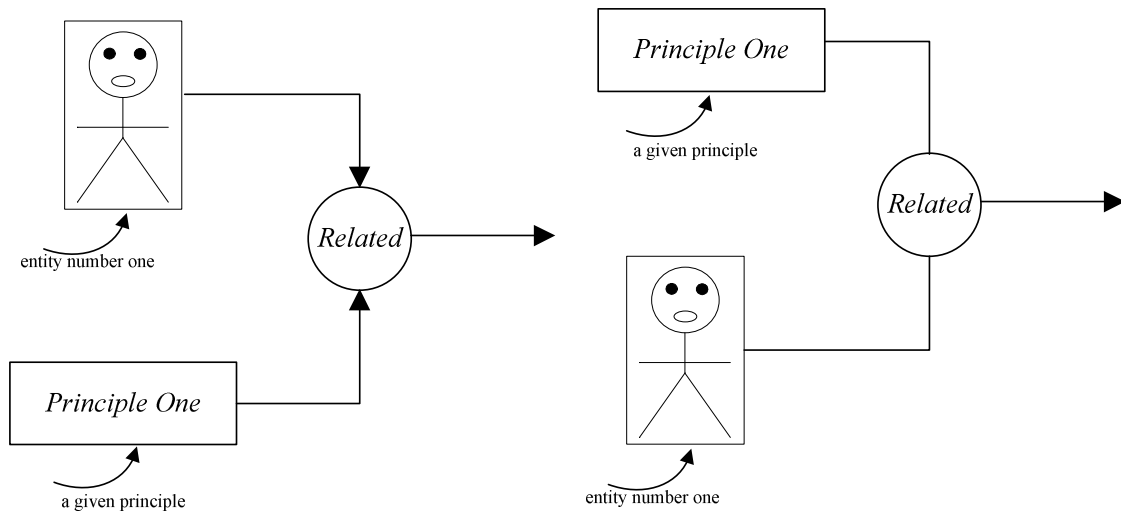 Related
entity number one
Principle One
a given principle
Principle One
a given principle
Related
entity number one